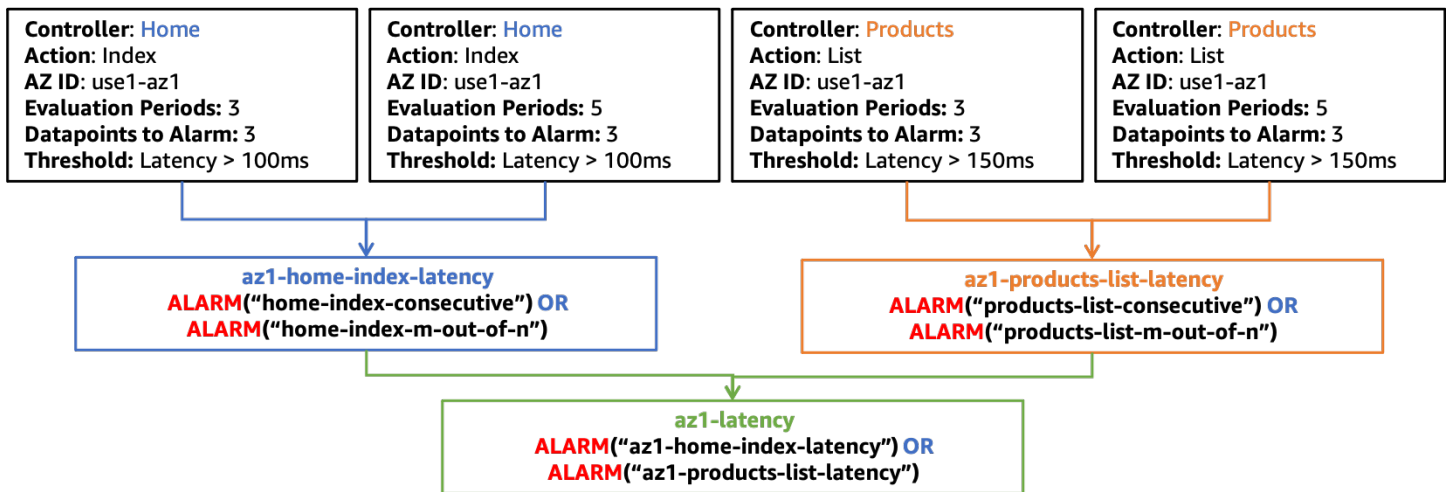 Controller: Home
Action: Index
AZ ID: use1-az1
Evaluation Periods: 3
Datapoints to Alarm: 3
Threshold: Latency > 100ms
Controller: Home
Action: Index
AZ ID: use1-az1
Evaluation Periods: 5
Datapoints to Alarm: 3
Threshold: Latency > 100ms
Controller: Products
Action: List
AZ ID: use1-az1
Evaluation Periods: 3
Datapoints to Alarm: 3
Threshold: Latency > 150ms
Controller: Products
Action: List
AZ ID: use1-az1
Evaluation Periods: 5
Datapoints to Alarm: 3
Threshold: Latency > 150ms
az1-home-index-latency
ALARM(“home-index-consecutive”) OR
ALARM(“home-index-m-out-of-n”)
az1-products-list-latency
ALARM(“products-list-consecutive”) OR
ALARM(“products-list-m-out-of-n”)
az1-latency
ALARM(“az1-home-index-latency”) OR
ALARM(“az1-products-list-latency”)